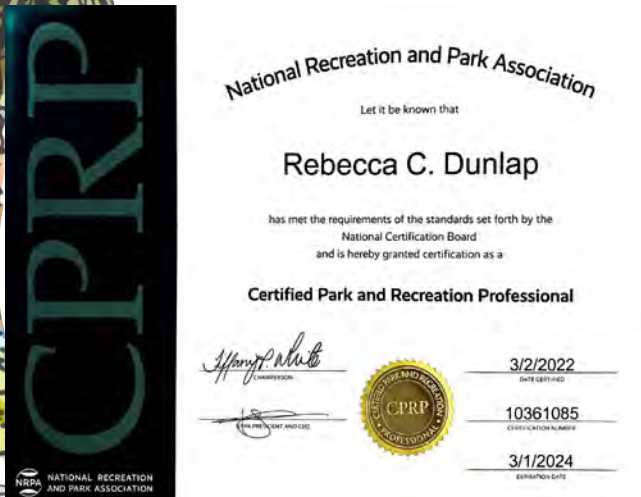 CPRP
NRPA
NATIONAL RECREATION
AND PARK ASSOCIATION
National Recreation and Park Association
Let it be known that
Rebecca C. Dunlap
has met the requirements of the standards set forth by the
National Certification Board
and is hereby granted certification as a
Certified Park and Recreation Professional
Tiffany P. White
CHAIRPERSON
NRPA PRESIDENT AND CEO
CERTIFIED PARK AND RECREATION
CPRP
PROFESSIONAL
3/2/2022
DATE CERTIFIED
10361085
CERTIFICATION NUMBER
3/1/2024
EXPIRATION DATE